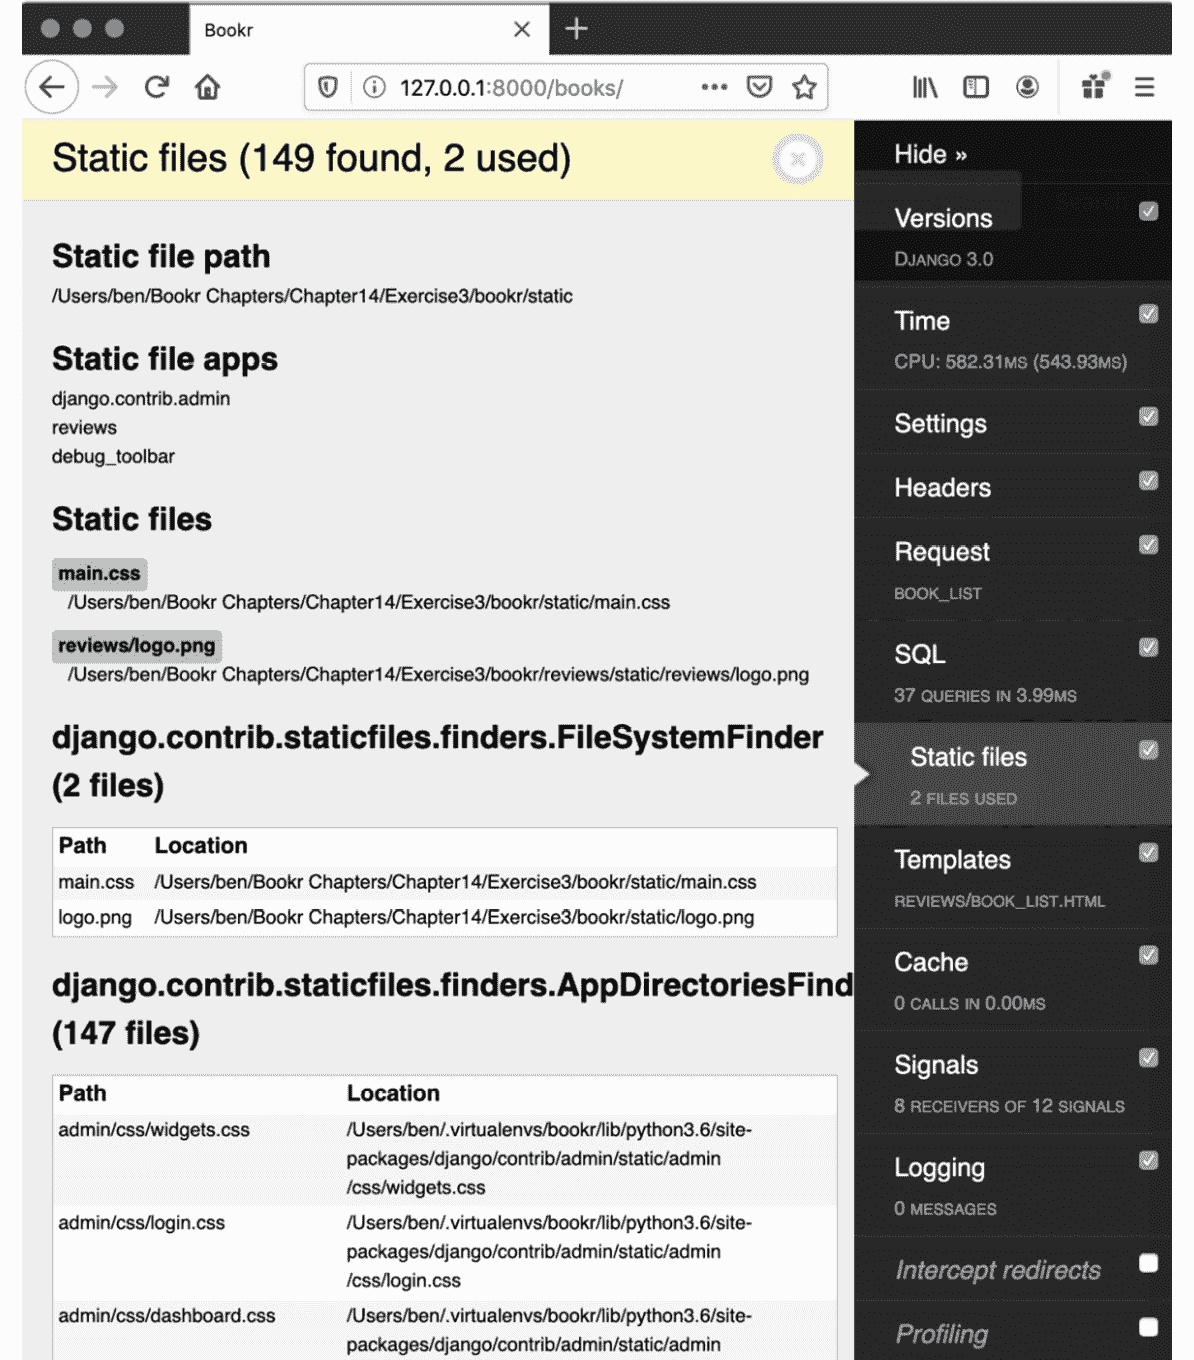 Bookr
127.0.0.1:8000/books/
Static files (149 found, 2 used)
Static file path
/Users/ben/Bookr Chapters/Chapter14/Exercise3/bookr/static
Static file apps
django.contrib.admin
reviews
debug_toolbar
Static files
main.css
/Users/ben/Bookr Chapters/Chapter14/Exercise3/bookr/static/main.css
reviews/logo.png
/Users/ben/Bookr Chapters/Chapter14/Exercise3/bookr/reviews/static/reviews/logo.png
django.contrib.staticfiles.finders.FileSystemFinder
(2 files)
Path Location
main.css /Users/ben/Bookr Chapters/Chapter14/Exercise3/bookr/static/main.css
logo.png /Users/ben/Bookr Chapters/Chapter14/Exercise3/bookr/static/logo.png
django.contrib.staticfiles.finders.AppDirectoriesFind
(147 files)
Path Location
admin/css/widgets.css /Users/ben/.virtualenvs/bookr/lib/python3.6/site-
packages/django/contrib/admin/static/admin
/css/widgets.css
admin/css/login.css /Users/ben/.virtualenvs/bookr/lib/python3.6/site-
packages/django/contrib/admin/static/admin
/css/login.css
admin/css/dashboard.css /Users/ben/.virtualenvs/bookr/lib/python3.6/site-
packages/django/contrib/admin/static/admin
Hide »
Versions
DJANGO 3.0
Time
CPU: 582.31MS (543.93MS)
Settings
Headers
Request
BOOK_LIST
SQL
37 QUERIES IN 3.99MS
Static files
2 FILES USED
Templates
REVIEWS/BOOK_LIST.HTML
Cache
0 CALLS IN 0.00MS
Signals
8 RECEIVERS OF 12 SIGNALS
Logging
0 MESSAGES
Intercept redirects
Profiling